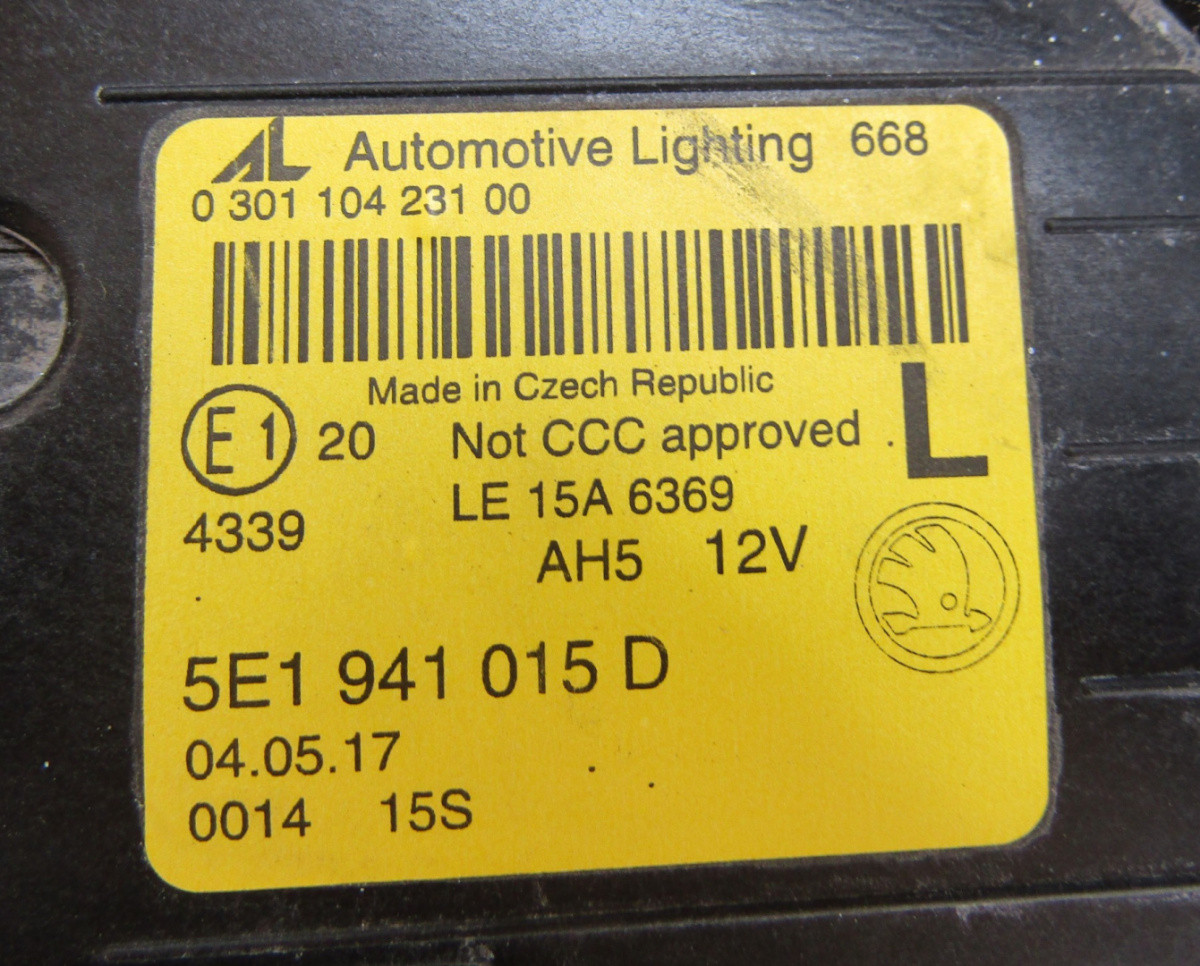 AL Automotive Lighting 668
0 301 104 231 00
Made in Czech Republic
E1 20 Not CCC approved . L
LE 15A 6369
4339
AH5 12V
5E1 941 015 D
04.05.17
0014 15S